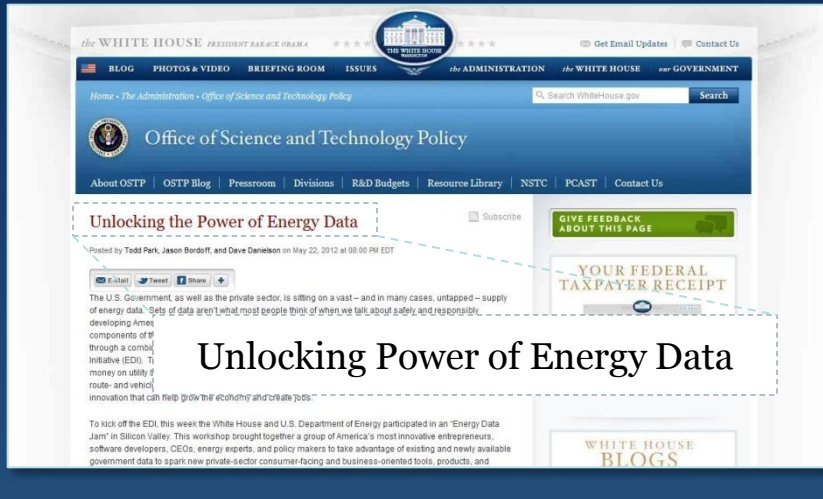 the WHITE HOUSE PRESIDENT BARACK OBAMA
THE WHITE HOUSE
WASHINGTON
Get Email Updates
Contact Us
BLOG
PHOTOS & VIDEO
BRIEFING ROOM
ISSUES
the ADMINISTRATION
the WHITE HOUSE
our GOVERNMENT
Home • The Administration • Office of Science and Technology Policy
Search WhiteHouse.gov
Search
Office of Science and Technology Policy
About OSTP
OSTP Blog
Pressroom
Divisions
R&D Budgets
Resource Library
NSTC
PCAST
Contact Us
Unlocking the Power of Energy Data
Subscribe
Posted by Todd Park, Jason Bordoff, and Dave Danielson on May 22, 2012 at 08:00 PM EDT
E-Mail
Tweet
Share
The U.S. Government, as well as the private sector, is sitting on a vast – and in many cases, untapped – supply
of energy data. Sets of data aren't what most people think of when we talk about safely and responsibly
developing
components of
through a
Initiative (EDI).
money on utility
route- and
innovation that can help grow the economy and create jobs.
To kick off the EDI, this week the White House and U.S. Department of Energy participated in an "Energy Data
Jam" in Silicon Valley. This workshop brought together a group of America's most innovative entrepreneurs,
software developers, CEOs, energy experts, and policy makers to take advantage of existing and newly available
government data to spark new private-sector consumer-facing and business-oriented tools, products, and
GIVE FEEDBACK
ABOUT THIS PAGE
YOUR FEDERAL
TAXPAYER RECEIPT
Unlocking Power of Energy Data
WHITE HOUSE
BLOGS